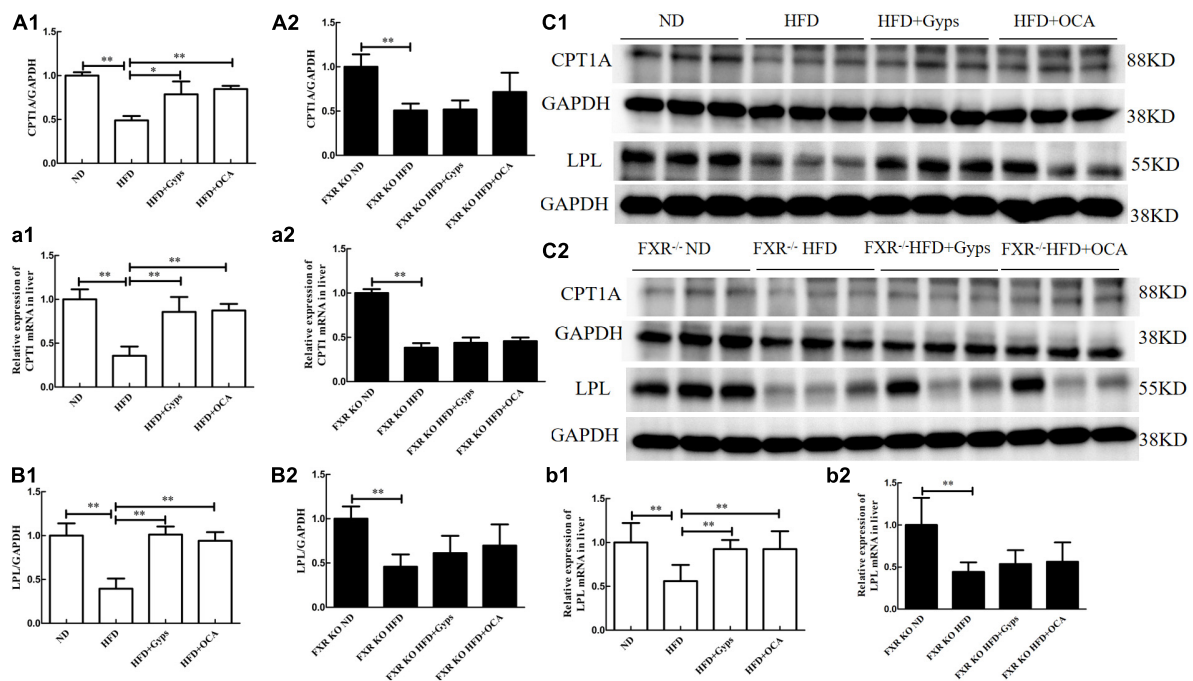 A1
CPT1A/GAPDH
1.5
1.0
0.5
0.0
**
**
*
ND
HFD
HFD+Gyps
HFD+OCA
A2
CPT1A/GAPDH
1.5
1.0
0.5
0.0
**
FXR KO ND
FXR KO HFD
FXR KO HFD+Gyps
FXR KO HFD+OCA
C1
ND HFD HFD+Gyps HFD+OCA
CPT1A 88KD
GAPDH 38KD
LPL 55KD
GAPDH 38KD
a1
Relative expression of
CPT1 mRNA in liver
1.5
1.0
0.5
0.0
**
**
**
ND
HFD
HFD+Gyps
HFD+OCA
a2
Relative expression of
CPT1 mRNA in liver
1.5
1.0
0.5
0.0
**
FXR KO ND
FXR KO HFD
FXR KO HFD+Gyps
FXR KO HFD+OCA
C2
FXR-/- ND FXR-/- HFD FXR-/-HFD+Gyps FXR-/-HFD+OCA
CPT1A 88KD
GAPDH 38KD
LPL 55KD
GAPDH 38KD
B1
LPL/GAPDH
1.5
1.0
0.5
0.0
**
**
**
ND
HFD
HFD+Gyps
HFD+OCA
B2
LPL/GAPDH
1.5
1.0
0.5
0.0
**
FXR KO ND
FXR KO HFD
FXR KO HFD+Gyps
FXR KO HFD+OCA
b1
Relative expression of
LPL mRNA in liver
1.5
1.0
0.5
0.0
**
**
**
ND
HFD
HFD+Gyps
HFD+OCA
b2
Relative expression of
LPL mRNA in liver
1.5
1.0
0.5
0.0
**
FXR KO ND
FXR KO HFD
FXR KO HFD+Gyps
FXR KO HFD+OCA